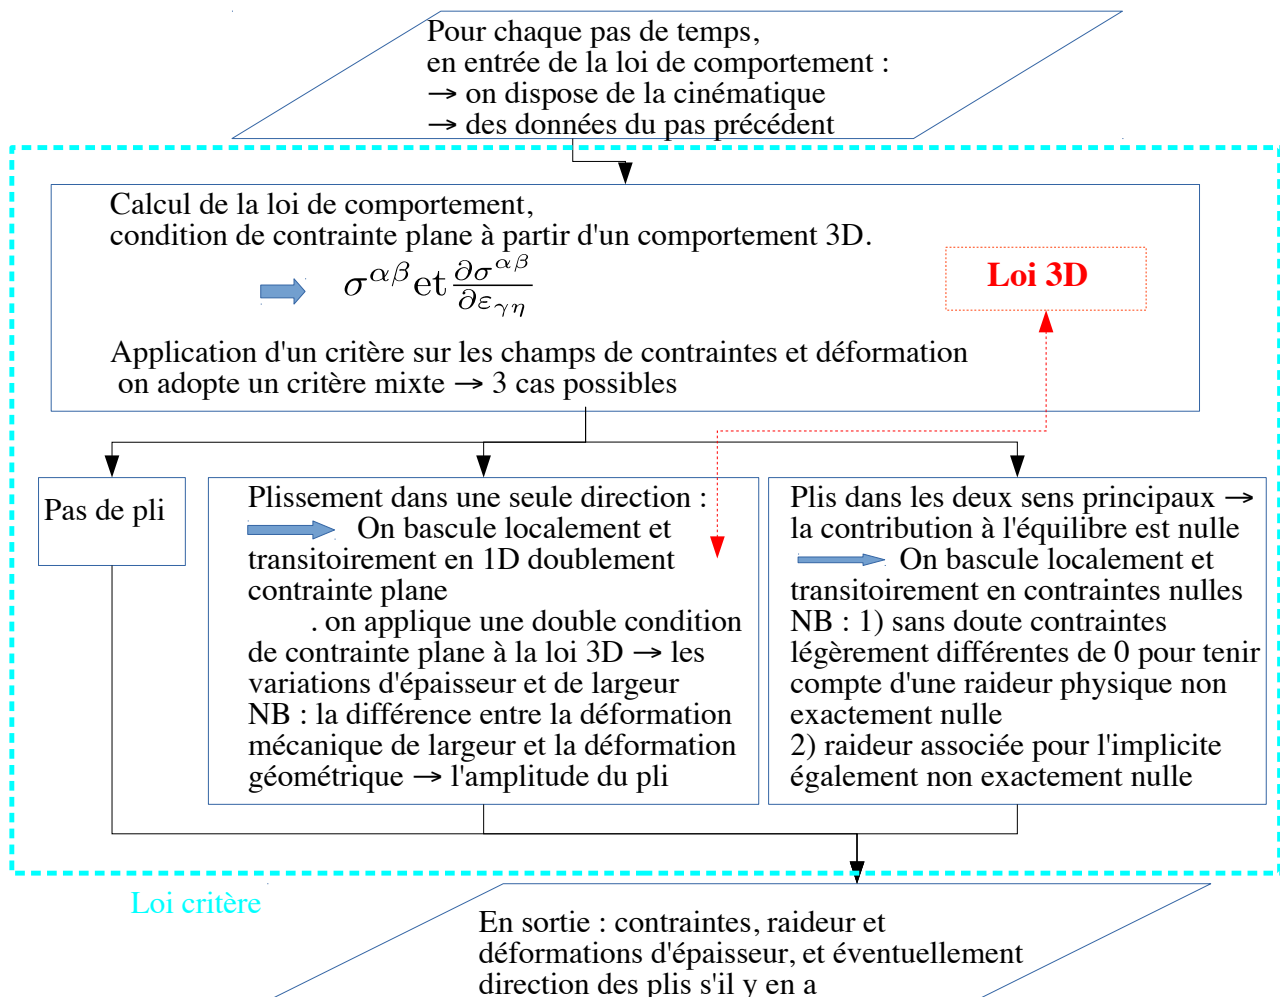 Pour chaque pas de temps,
en entrée de la loi de comportement :
→ on dispose de la cinématique
→ des données du pas précédent
Calcul de la loi de comportement,
condition de contrainte plane à partir d'un comportement 3D.
σ^{αβ} et ∂σ^{αβ}/∂ε_{γη}
Loi 3D
Application d'un critère sur les champs de contraintes et déformation
on adopte un critère mixte → 3 cas possibles
Pas de pli
Plissement dans une seule direction :
On bascule localement et
transitoirement en 1D doublement
contrainte plane
. on applique une double condition
de contrainte plane à la loi 3D → les
variations d'épaisseur et de largeur
NB : la différence entre la déformation
mécanique de largeur et la déformation
géométrique → l'amplitude du pli
Plis dans les deux sens principaux →
la contribution à l'équilibre est nulle
On bascule localement et
transitoirement en contraintes nulles
NB : 1) sans doute contraintes
légèrement différentes de 0 pour tenir
compte d'une raideur physique non
exactement nulle
2) raideur associée pour l'implicite
également non exactement nulle
Loi critère
En sortie : contraintes, raideur et
déformations d'épaisseur, et éventuellement
direction des plis s'il y en a